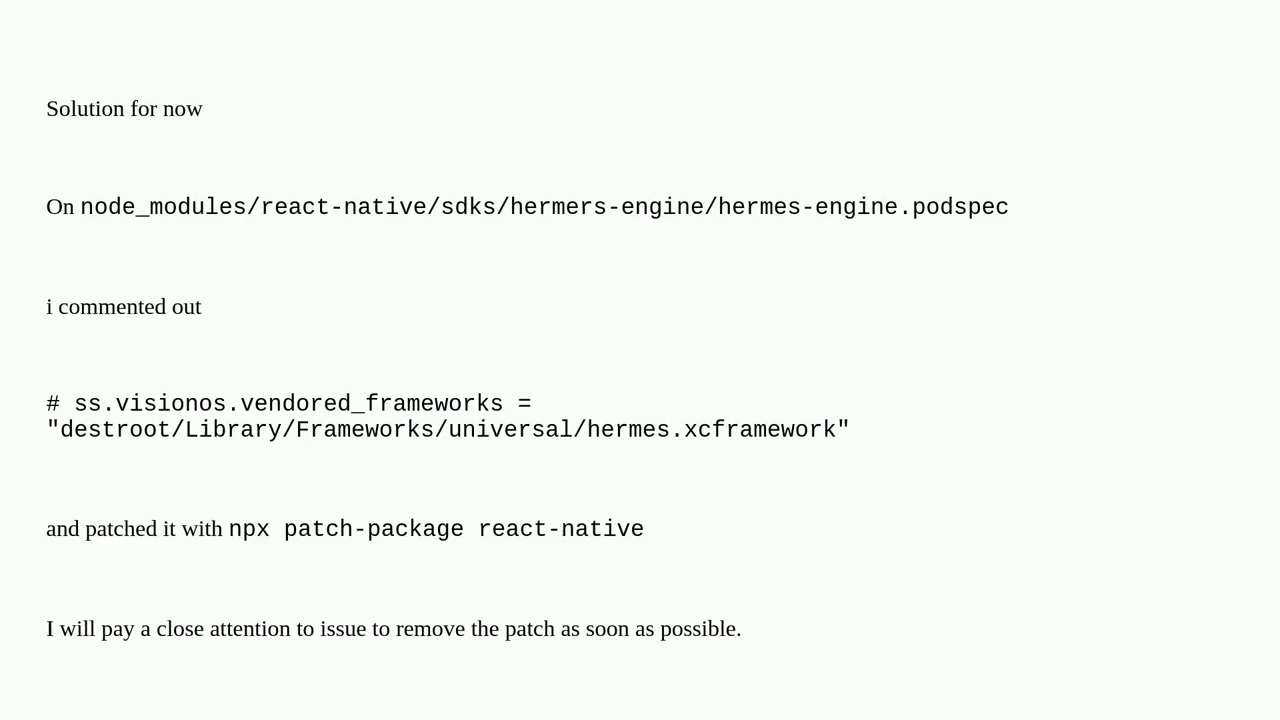 Solution for now
On node_modules/react-native/sdks/hermers-engine/hermes-engine.podspec
i commented out
# ss.visionos.vendored_frameworks =
"destroot/Library/Frameworks/universal/hermes.xcframework"
and patched it with npx patch-package react-native
I will pay a close attention to issue to remove the patch as soon as possible.